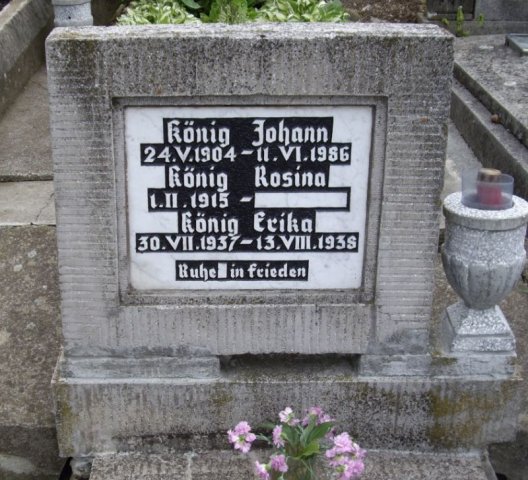 König Johann
24.V.1904 - 11.VI.1986
König Rosina
1.II.1915 -
König Erika
30.VII.1937 - 13.VIII.1938
Ruhe in Frieden